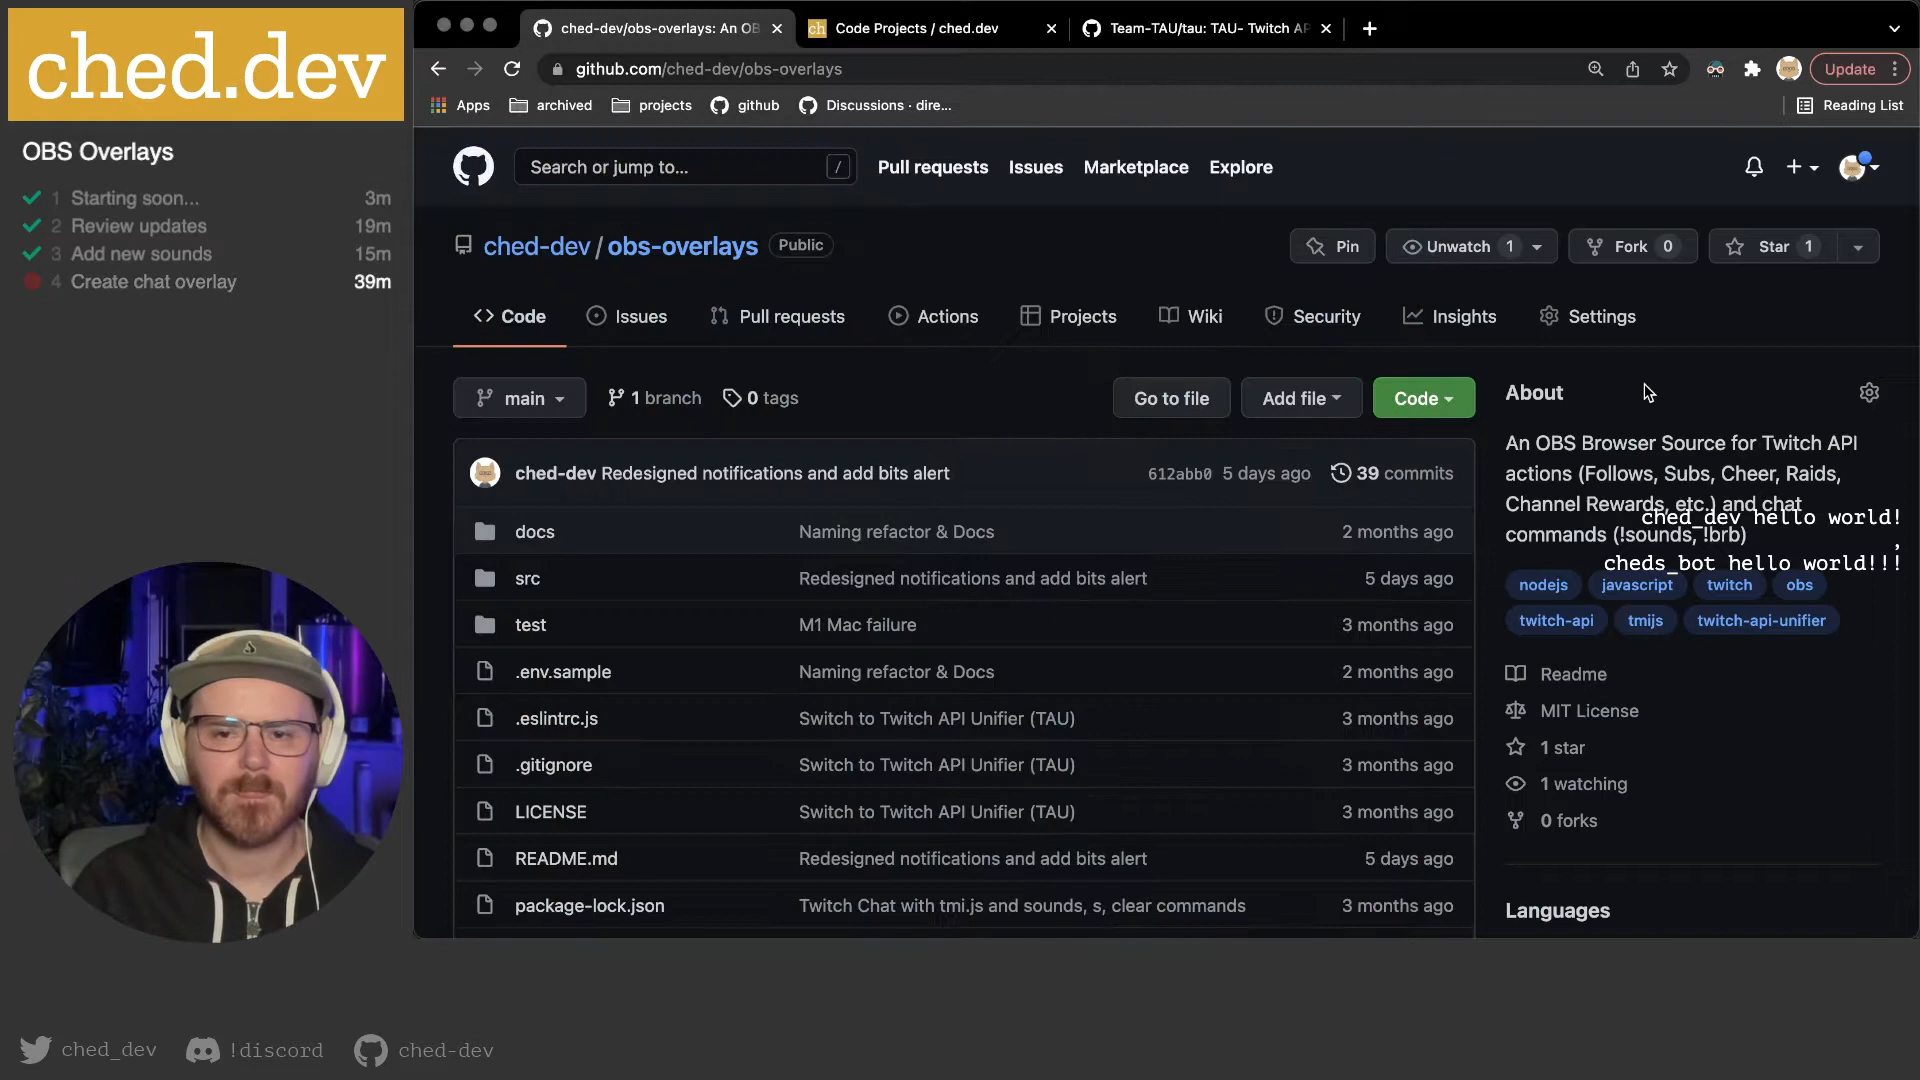 ched.dev
OBS Overlays
1 Starting soon... 3m
2 Review updates 19m
3 Add new sounds 15m
4 Create chat overlay 39m
ched_dev !discord ched-dev
ched-dev/obs-overlays: An OB
Code Projects / ched.dev
Team-TAU/tau: TAU- Twitch AP
github.com/ched-dev/obs-overlays
Update
Apps archived projects github Discussions · dire...
Reading List
Search or jump to... /
Pull requests Issues Marketplace Explore
ched-dev / obs-overlays Public
Pin Unwatch 1 Fork 0 Star 1
Code Issues Pull requests Actions Projects Wiki Security Insights Settings
main 1 branch 0 tags
Go to file Add file Code
ched-dev Redesigned notifications and add bits alert 612abb0 5 days ago 39 commits
docs Naming refactor & Docs 2 months ago
src Redesigned notifications and add bits alert 5 days ago
test M1 Mac failure 3 months ago
.env.sample Naming refactor & Docs 2 months ago
.eslintrc.js Switch to Twitch API Unifier (TAU) 3 months ago
.gitignore Switch to Twitch API Unifier (TAU) 3 months ago
LICENSE Switch to Twitch API Unifier (TAU) 3 months ago
README.md Redesigned notifications and add bits alert 5 days ago
package-lock.json Twitch Chat with tmi.js and sounds, s, clear commands 3 months ago
About
An OBS Browser Source for Twitch API
actions (Follows, Subs, Cheer, Raids,
Channel Rewards, etc.) and chat
commands (!sounds, !brb)
ched_dev hello world!
,
cheds_bot hello world!!!
nodejs javascript twitch obs
twitch-api tmijs twitch-api-unifier
Readme
MIT License
1 star
1 watching
0 forks
Languages